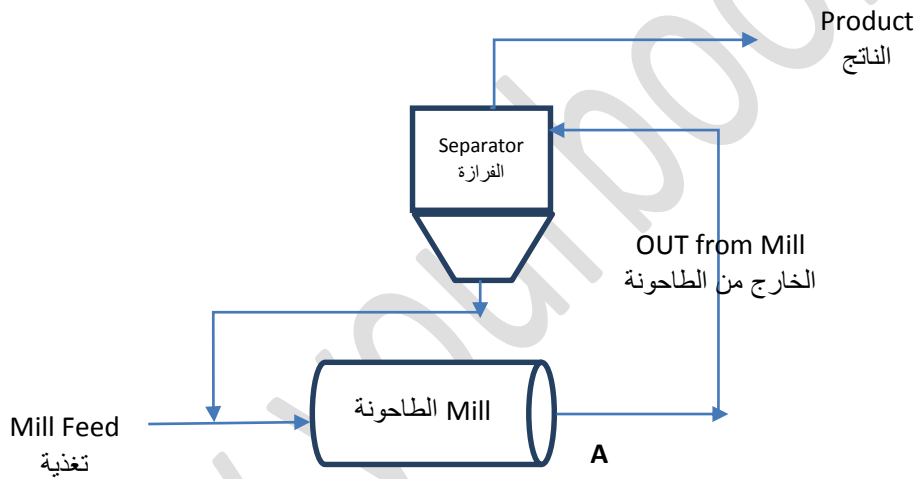 Product
الناتج
Separator
الفرازة
OUT from Mill
الخارج من الطاحونة
الطاحونة Mill
Mill Feed
تغذية
A